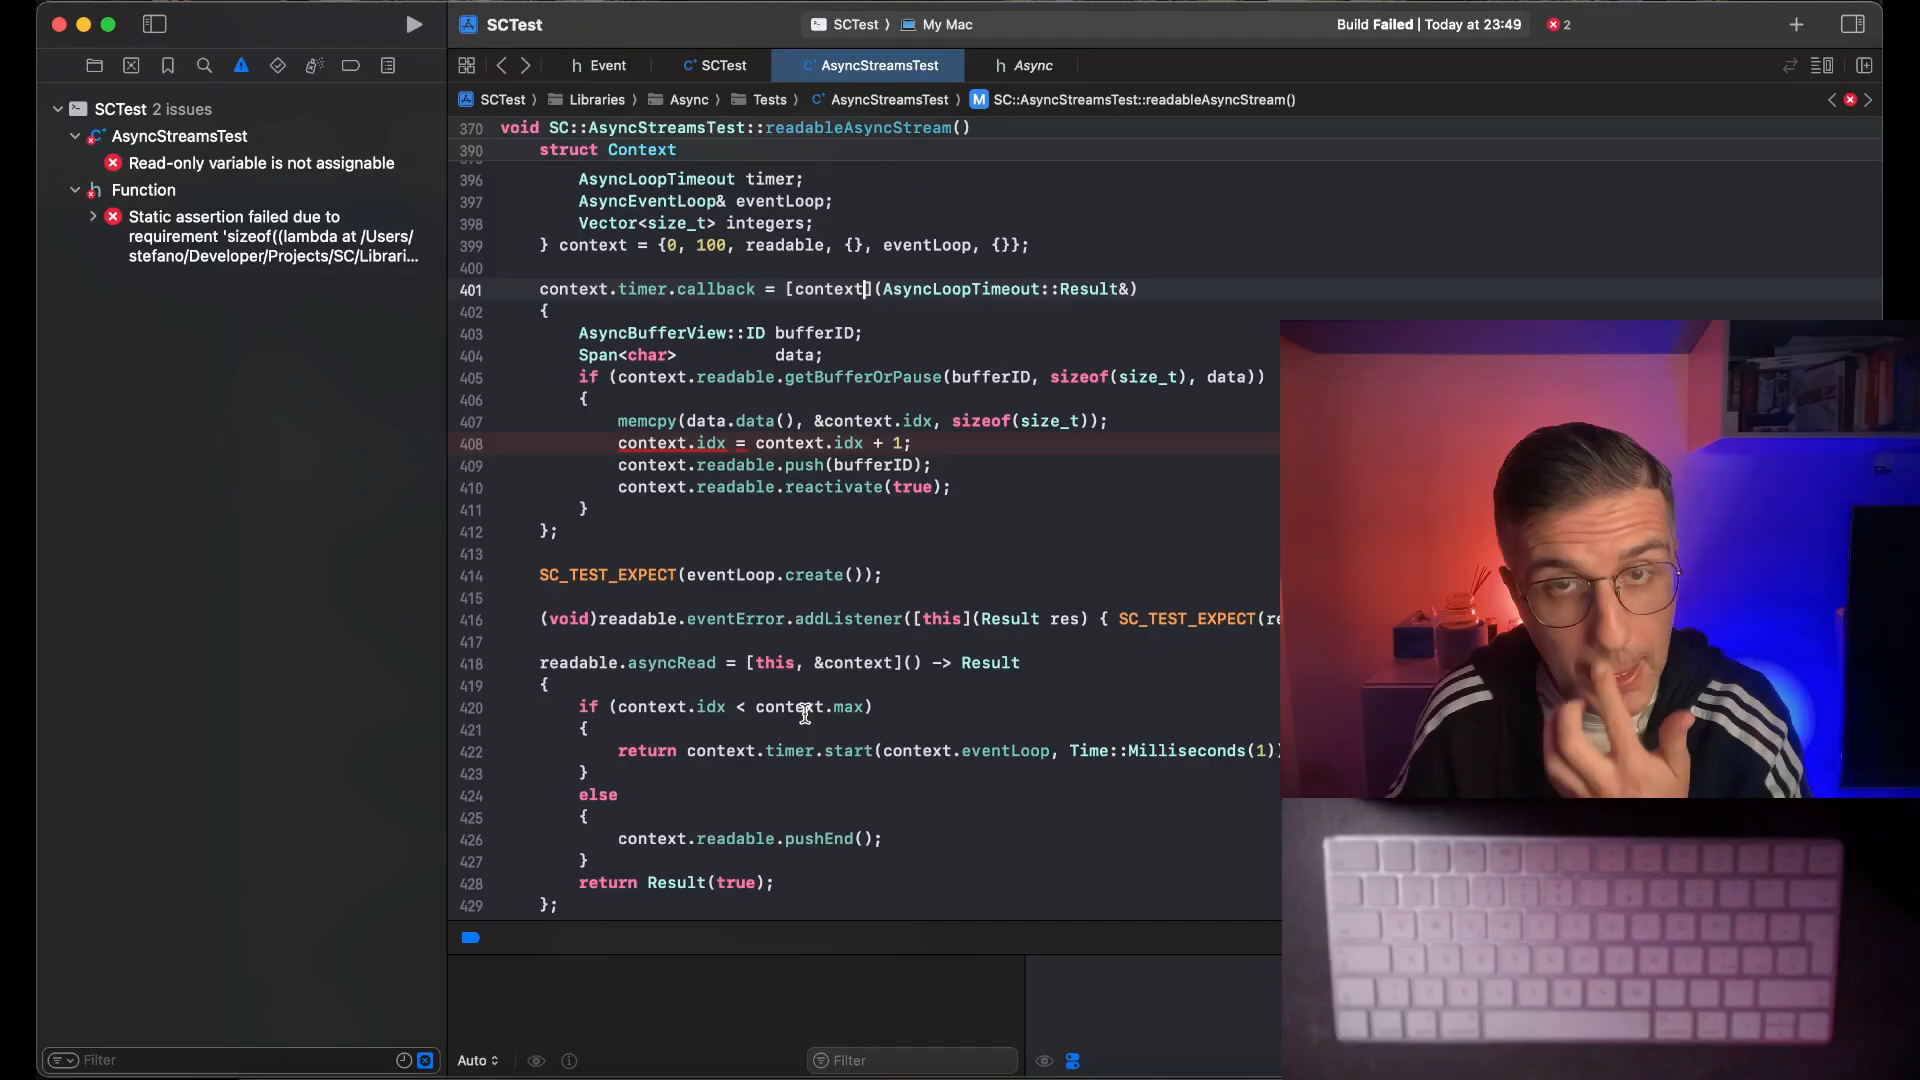 SCTest
SCTest 〉 My Mac
Build Failed | Today at 23:49
2
Event
SCTest
AsyncStreamsTest
Async
SCTest 〉 Libraries 〉 Async 〉 Tests 〉 AsyncStreamsTest 〉 M SC::AsyncStreamsTest::readableAsyncStream()
SCTest 2 issues
AsyncStreamsTest
Read-only variable is not assignable
Function
Static assertion failed due to
requirement 'sizeof((lambda at /Users/
stefano/Developer/Projects/SC/Librari...
Filter
370 void SC::AsyncStreamsTest::readableAsyncStream()
390 struct Context
396 AsyncLoopTimeout timer;
397 AsyncEventLoop& eventLoop;
398 Vector<size_t> integers;
399 } context = {0, 100, readable, {}, eventLoop, {}};
400
401 context.timer.callback = [context](AsyncLoopTimeout::Result&)
402 {
403 AsyncBufferView::ID bufferID;
404 Span<char> data;
405 if (context.readable.getBufferOrPause(bufferID, sizeof(size_t), data))
406 {
407 memcpy(data.data(), &context.idx, sizeof(size_t));
408 context.idx = context.idx + 1;
409 context.readable.push(bufferID);
410 context.readable.reactivate(true);
411 }
412 };
413
414 SC_TEST_EXPECT(eventLoop.create());
415
416 (void)readable.eventError.addListener([this](Result res) { SC_TEST_EXPECT(re
417
418 readable.asyncRead = [this, &context]() -> Result
419 {
420 if (context.idx < context.max)
421 {
422 return context.timer.start(context.eventLoop, Time::Milliseconds(1))
423 }
424 else
425 {
426 context.readable.pushEnd();
427 }
428 return Result(true);
429 };
Auto
Filter